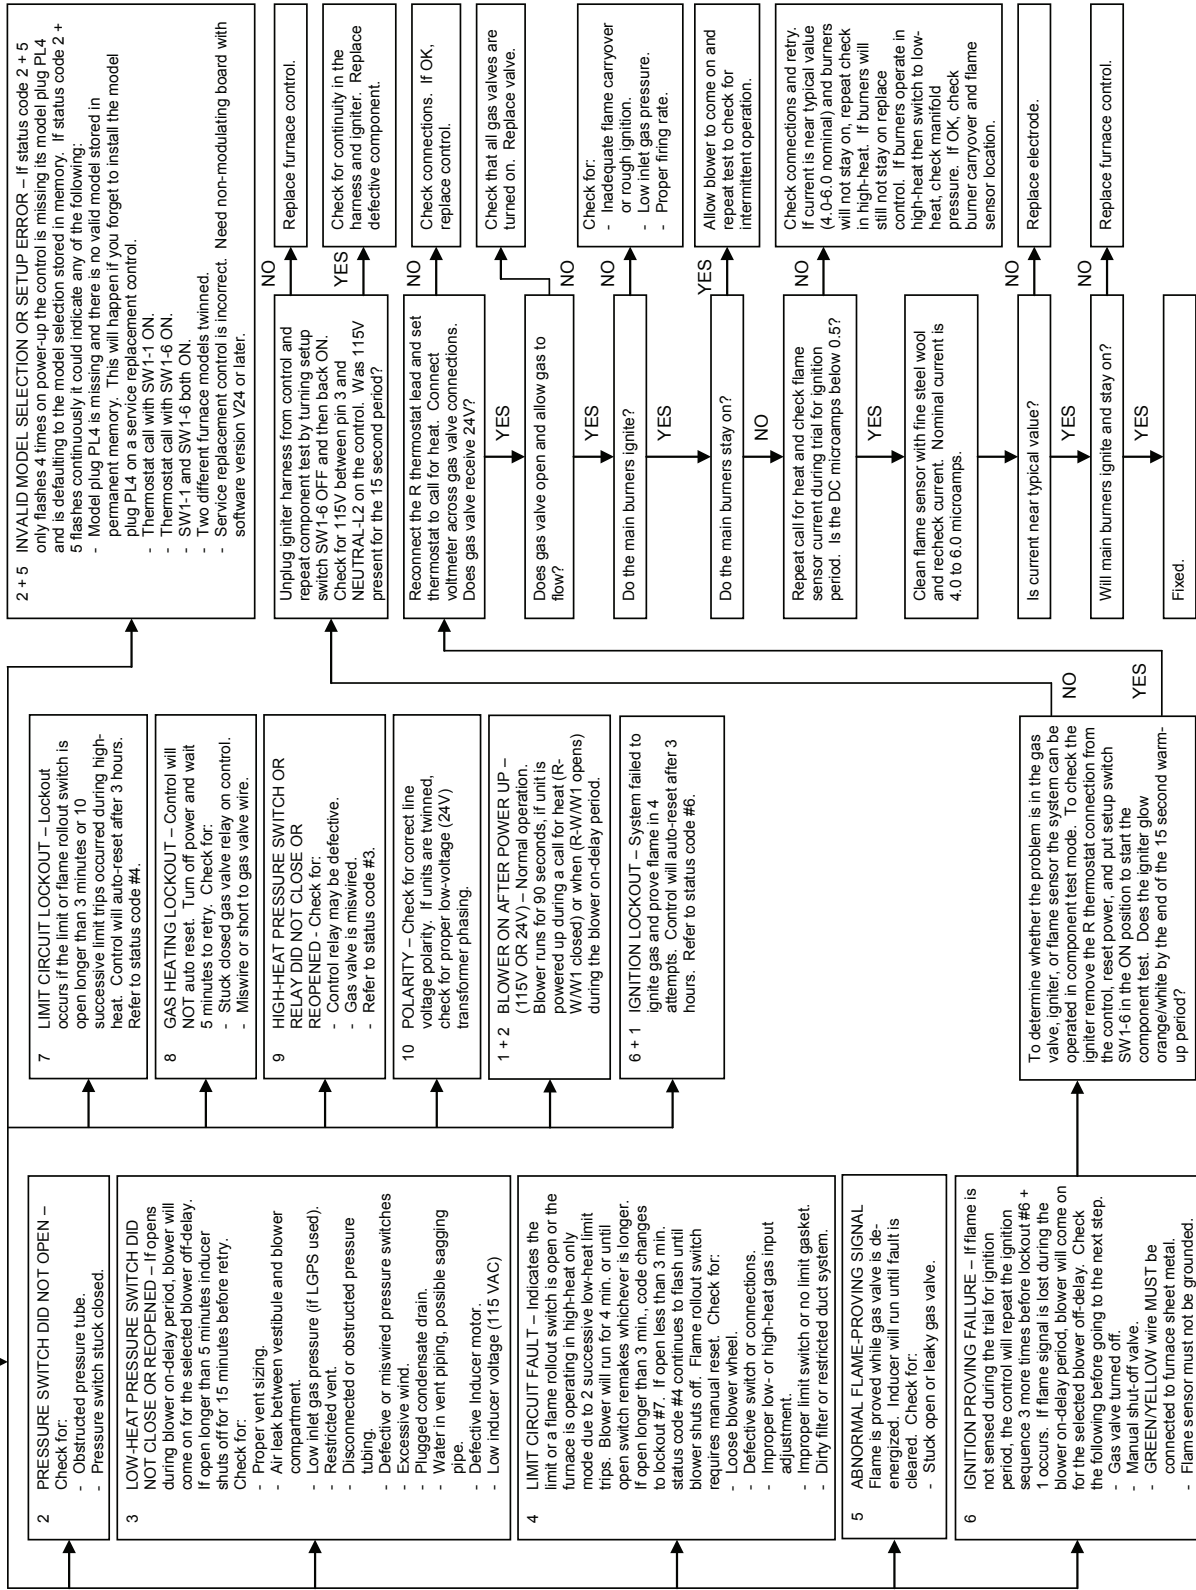 2 PRESSURE SWITCH DID NOT OPEN –
Check for:
- Obstructed pressure tube.
- Pressure switch stuck closed.
3 LOW-HEAT PRESSURE SWITCH DID
NOT CLOSE OR REOPENED – If opens
during blower on-delay period, blower will
come on for the selected blower off-delay.
If open longer than 5 minutes inducer
shuts off for 15 minutes before retry.
Check for:
- Proper vent sizing.
- Air leak between vestibule and blower
compartment.
- Low inlet gas pressure (if LGPS used).
- Restricted vent.
- Disconnected or obstructed pressure
tubing.
- Defective or miswired pressure switches
- Excessive wind.
- Plugged condensate drain.
- Water in vent piping, possible sagging
pipe.
- Defective Inducer motor.
- Low inducer voltage (115 VAC)
4 LIMIT CIRCUIT FAULT – Indicates the
limit or a flame rollout switch is open or the
furnace is operating in high-heat only
mode due to 2 successive low-heat limit
trips. Blower will run for 4 min. or until
open switch remakes whichever is longer.
If open longer than 3 min., code changes
to lockout #7. If open less than 3 min.
status code #4 continues to flash until
blower shuts off. Flame rollout switch
requires manual reset. Check for:
- Loose blower wheel.
- Defective switch or connections.
- Improper low- or high-heat gas input
adjustment.
- Improper limit switch or no limit gasket.
- Dirty filter or restricted duct system.
5 ABNORMAL FLAME-PROVING SIGNAL
Flame is proved while gas valve is de-
energized. Inducer will run until fault is
cleared. Check for:
- Stuck open or leaky gas valve.
6 IGNITION PROVING FAILURE – If flame is
not sensed during the trial for ignition
period, the control will repeat the ignition
sequence 3 more times before lockout #6 +
1 occurs. If flame signal is lost during the
blower on-delay period, blower will come on
for the selected blower off-delay. Check
the following before going to the next step.
- Gas valve turned off.
- Manual shut-off valve.
- GREEN/YELLOW wire MUST be
connected to furnace sheet metal.
- Flame sensor must not be grounded.
7 LIMIT CIRCUIT LOCKOUT – Lockout
occurs if the limit or flame rollout switch is
open longer than 3 minutes or 10
successive limit trips occurred during high-
heat. Control will auto-reset after 3 hours.
Refer to status code #4.
8 GAS HEATING LOCKOUT – Control will
NOT auto reset. Turn off power and wait
5 minutes to retry. Check for:
- Stuck closed gas valve relay on control.
- Miswire or short to gas valve wire.
9 HIGH-HEAT PRESSURE SWITCH OR
RELAY DID NOT CLOSE OR
REOPENED - Check for:
- Control relay may be defective.
- Gas valve is miswired.
- Refer to status code #3.
10 POLARITY – Check for correct line
voltage polarity. If units are twinned,
check for proper low-voltage (24V)
transformer phasing.
1 + 2 BLOWER ON AFTER POWER UP –
(115V OR 24V) – Normal operation.
Blower runs for 90 seconds, if unit is
powered up during a call for heat (R-
W/W1 closed) or when (R-W/W1 opens)
during the blower on-delay period.
6 + 1 IGNITION LOCKOUT – System failed to
ignite gas and prove flame in 4
attempts. Control will auto-reset after 3
hours. Refer to status code #6.
To determine whether the problem is in the gas
valve, igniter, or flame sensor the system can be
operated in component test mode. To check the
igniter remove the R thermostat connection from
the control, reset power, and put setup switch
SW1-6 in the ON position to start the
component test. Does the igniter glow
orange/white by the end of the 15 second warm-
up period?
NO
YES
2 + 5 INVALID MODEL SELECTION OR SETUP ERROR – If status code 2 + 5
only flashes 4 times on power-up the control is missing its model plug PL4
and is defaulting to the model selection stored in memory. If status code 2 +
5 flashes continuously it could indicate any of the following:
- Model plug PL4 is missing and there is no valid model stored in
permanent memory. This will happen if you forget to install the model
plug PL4 on a service replacement control.
- Thermostat call with SW1-1 ON.
- Thermostat call with SW1-6 ON.
- SW1-1 and SW1-6 both ON.
- Two different furnace models twinned.
- Service replacement control is incorrect. Need non-modulating board with
software version V24 or later.
Unplug igniter harness from control and
repeat component test by turning setup
switch SW1-6 OFF and then back ON.
Check for 115V between pin 3 and
NEUTRAL-L2 on the control. Was 115V
present for the 15 second period?
NO
Replace furnace control.
YES
Check for continuity in the
harness and igniter. Replace
defective component.
Reconnect the R thermostat lead and set
thermostat to call for heat. Connect
voltmeter across gas valve connections.
Does gas valve receive 24V?
NO
Check connections. If OK,
replace control.
YES
Does gas valve open and allow gas to
flow?
NO
Check that all gas valves are
turned on. Replace valve.
YES
Do the main burners ignite?
NO
Check for:
- Inadequate flame carryover
or rough ignition.
- Low inlet gas pressure.
- Proper firing rate.
YES
Do the main burners stay on?
YES
Allow blower to come on and
repeat test to check for
intermittent operation.
NO
Repeat call for heat and check flame
sensor current during trial for ignition
period. Is the DC microamps below 0.5?
NO
Check connections and retry.
If current is near typical value
(4.0-6.0 nominal) and burners
will not stay on, repeat check
in high-heat. If burners will
still not stay on replace
control. If burners operate in
high-heat then switch to low-
heat, check manifold
pressure. If OK, check
burner carryover and flame
sensor location.
YES
Clean flame sensor with fine steel wool
and recheck current. Nominal current is
4.0 to 6.0 microamps.
Is current near typical value?
NO
Replace electrode.
YES
Will main burners ignite and stay on?
NO
Replace furnace control.
YES
Fixed.